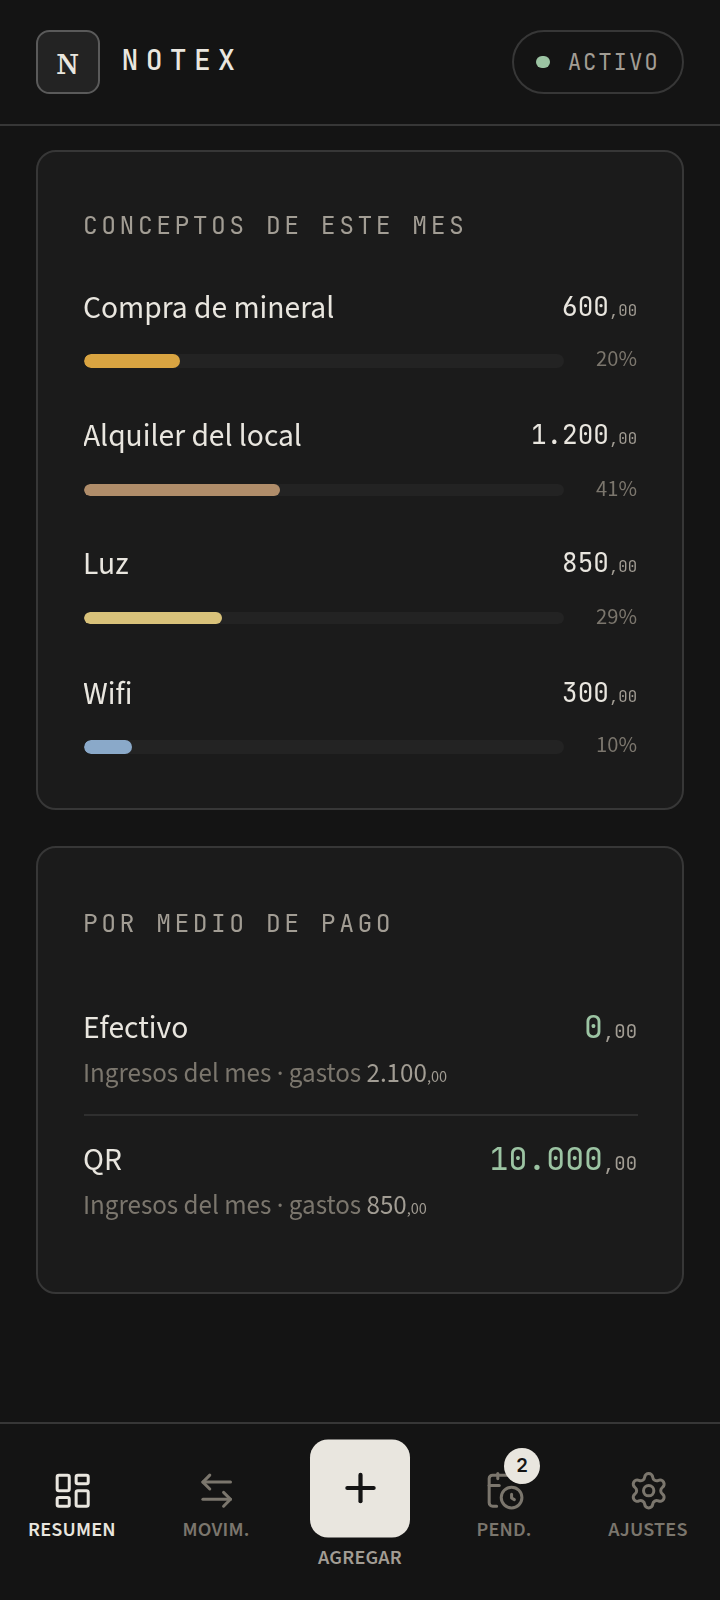 N NOTEX ACTIVO
CONCEPTOS DE ESTE MES
Compra de mineral 600,00
20%
Alquiler del local 1.200,00
41%
Luz 850,00
29%
Wifi 300,00
10%
POR MEDIO DE PAGO
Efectivo 0,00
Ingresos del mes · gastos 2.100,00
QR 10.000,00
Ingresos del mes · gastos 850,00
2
RESUMEN MOVIM. PEND. AJUSTES
AGREGAR